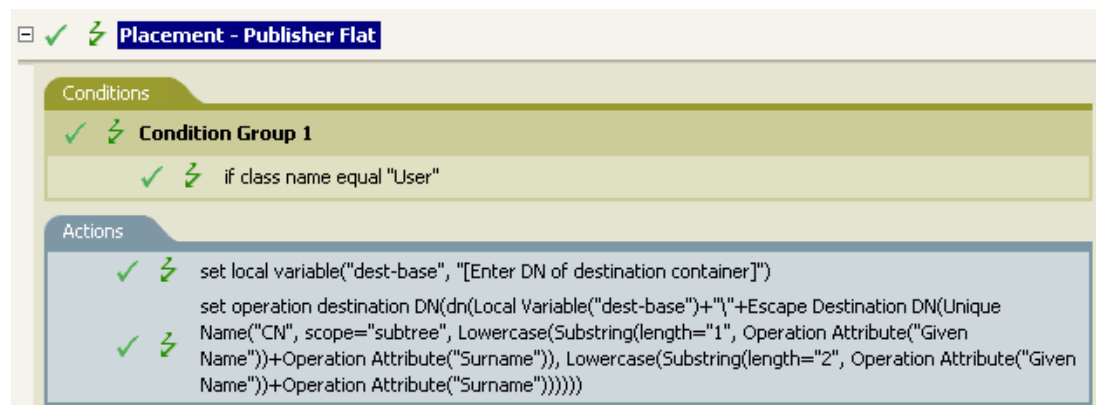 Placement - Publisher Flat
Conditions
Condition Group 1
if class name equal "User"
Actions
set local variable("dest-base", "[Enter DN of destination container]")
set operation destination DN(dn(Local Variable("dest-base")+"\"+Escape Destination DN(Unique
Name("CN", scope="subtree", Lowercase(Substring(length="1", Operation Attribute("Given
Name"))+Operation Attribute("Surname")), Lowercase(Substring(length="2", Operation Attribute("Given
Name"))+Operation Attribute("Surname"))))))